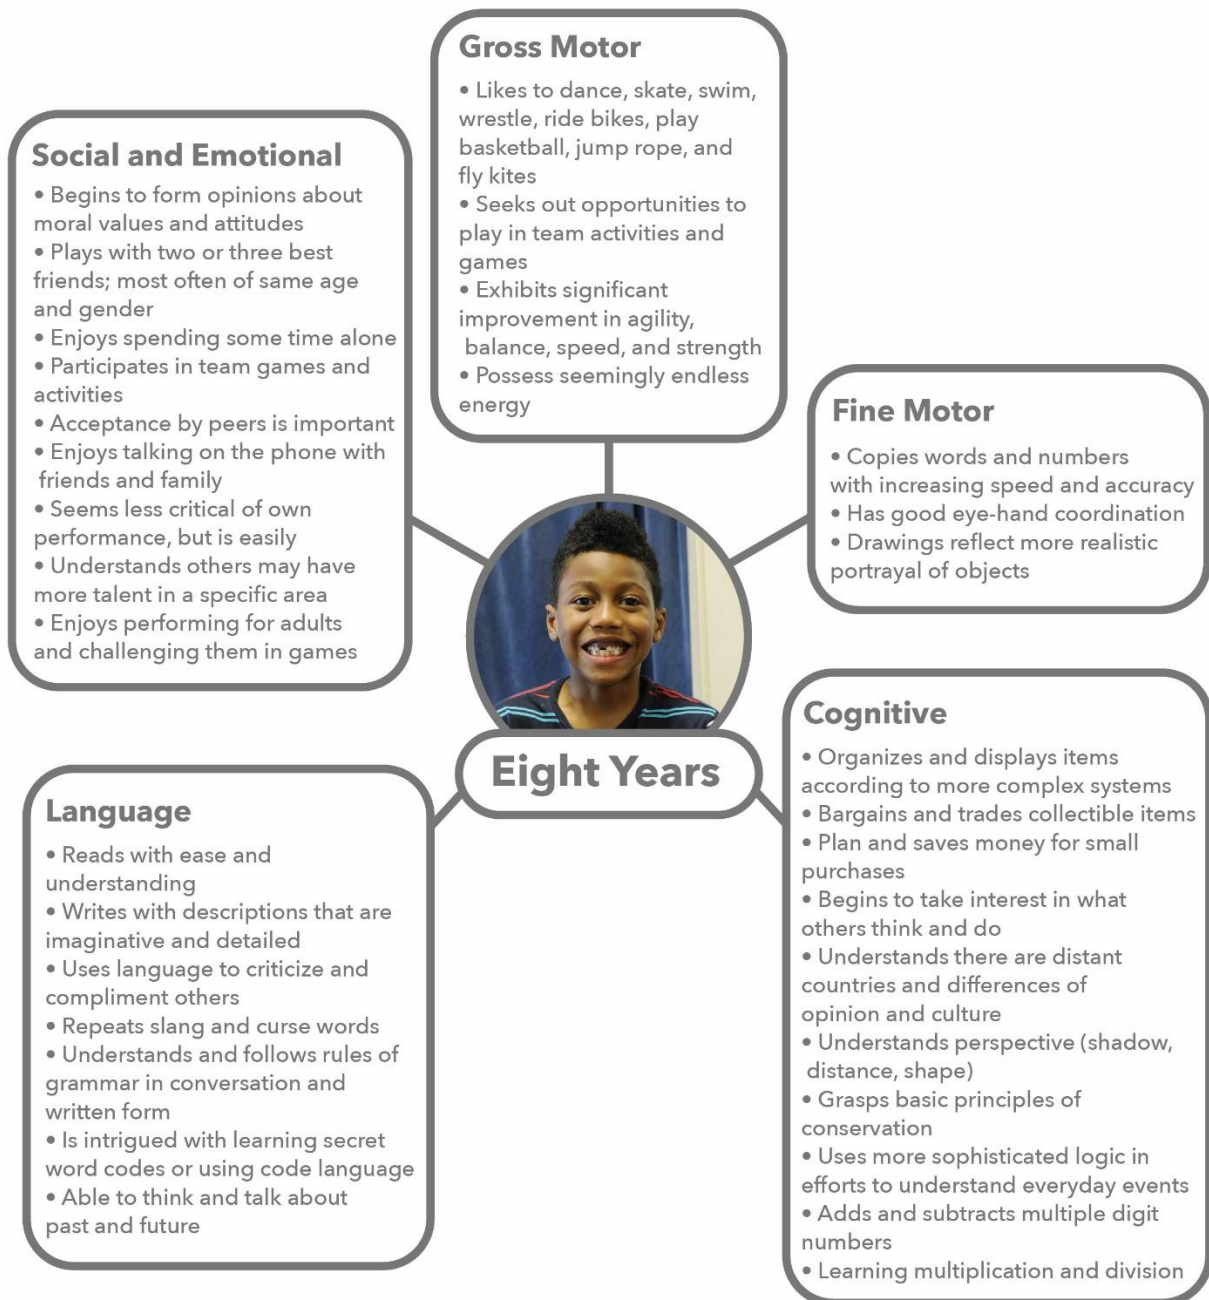 Gross Motor
• Likes to dance, skate, swim,
wrestle, ride bikes, play
basketball, jump rope, and
fly kites
• Seeks out opportunities to
play in team activities and
games
• Exhibits significant
improvement in agility,
balance, speed, and strength
• Possess seemingly endless
energy
Social and Emotional
• Begins to form opinions about
moral values and attitudes
• Plays with two or three best
friends; most often of same age
and gender
• Enjoys spending some time alone
• Participates in team games and
activities
• Acceptance by peers is important
• Enjoys talking on the phone with
friends and family
• Seems less critical of own
performance, but is easily
• Understands others may have
more talent in a specific area
• Enjoys performing for adults
and challenging them in games
Fine Motor
• Copies words and numbers
with increasing speed and accuracy
• Has good eye-hand coordination
• Drawings reflect more realistic
portrayal of objects
Eight Years
Language
• Reads with ease and
understanding
• Writes with descriptions that are
imaginative and detailed
• Uses language to criticize and
compliment others
• Repeats slang and curse words
• Understands and follows rules of
grammar in conversation and
written form
• Is intrigued with learning secret
word codes or using code language
• Able to think and talk about
past and future
Cognitive
• Organizes and displays items
according to more complex systems
• Bargains and trades collectible items
• Plan and saves money for small
purchases
• Begins to take interest in what
others think and do
• Understands there are distant
countries and differences of
opinion and culture
• Understands perspective (shadow,
distance, shape)
• Grasps basic principles of
conservation
• Uses more sophisticated logic in
efforts to understand everyday events
• Adds and subtracts multiple digit
numbers
• Learning multiplication and division